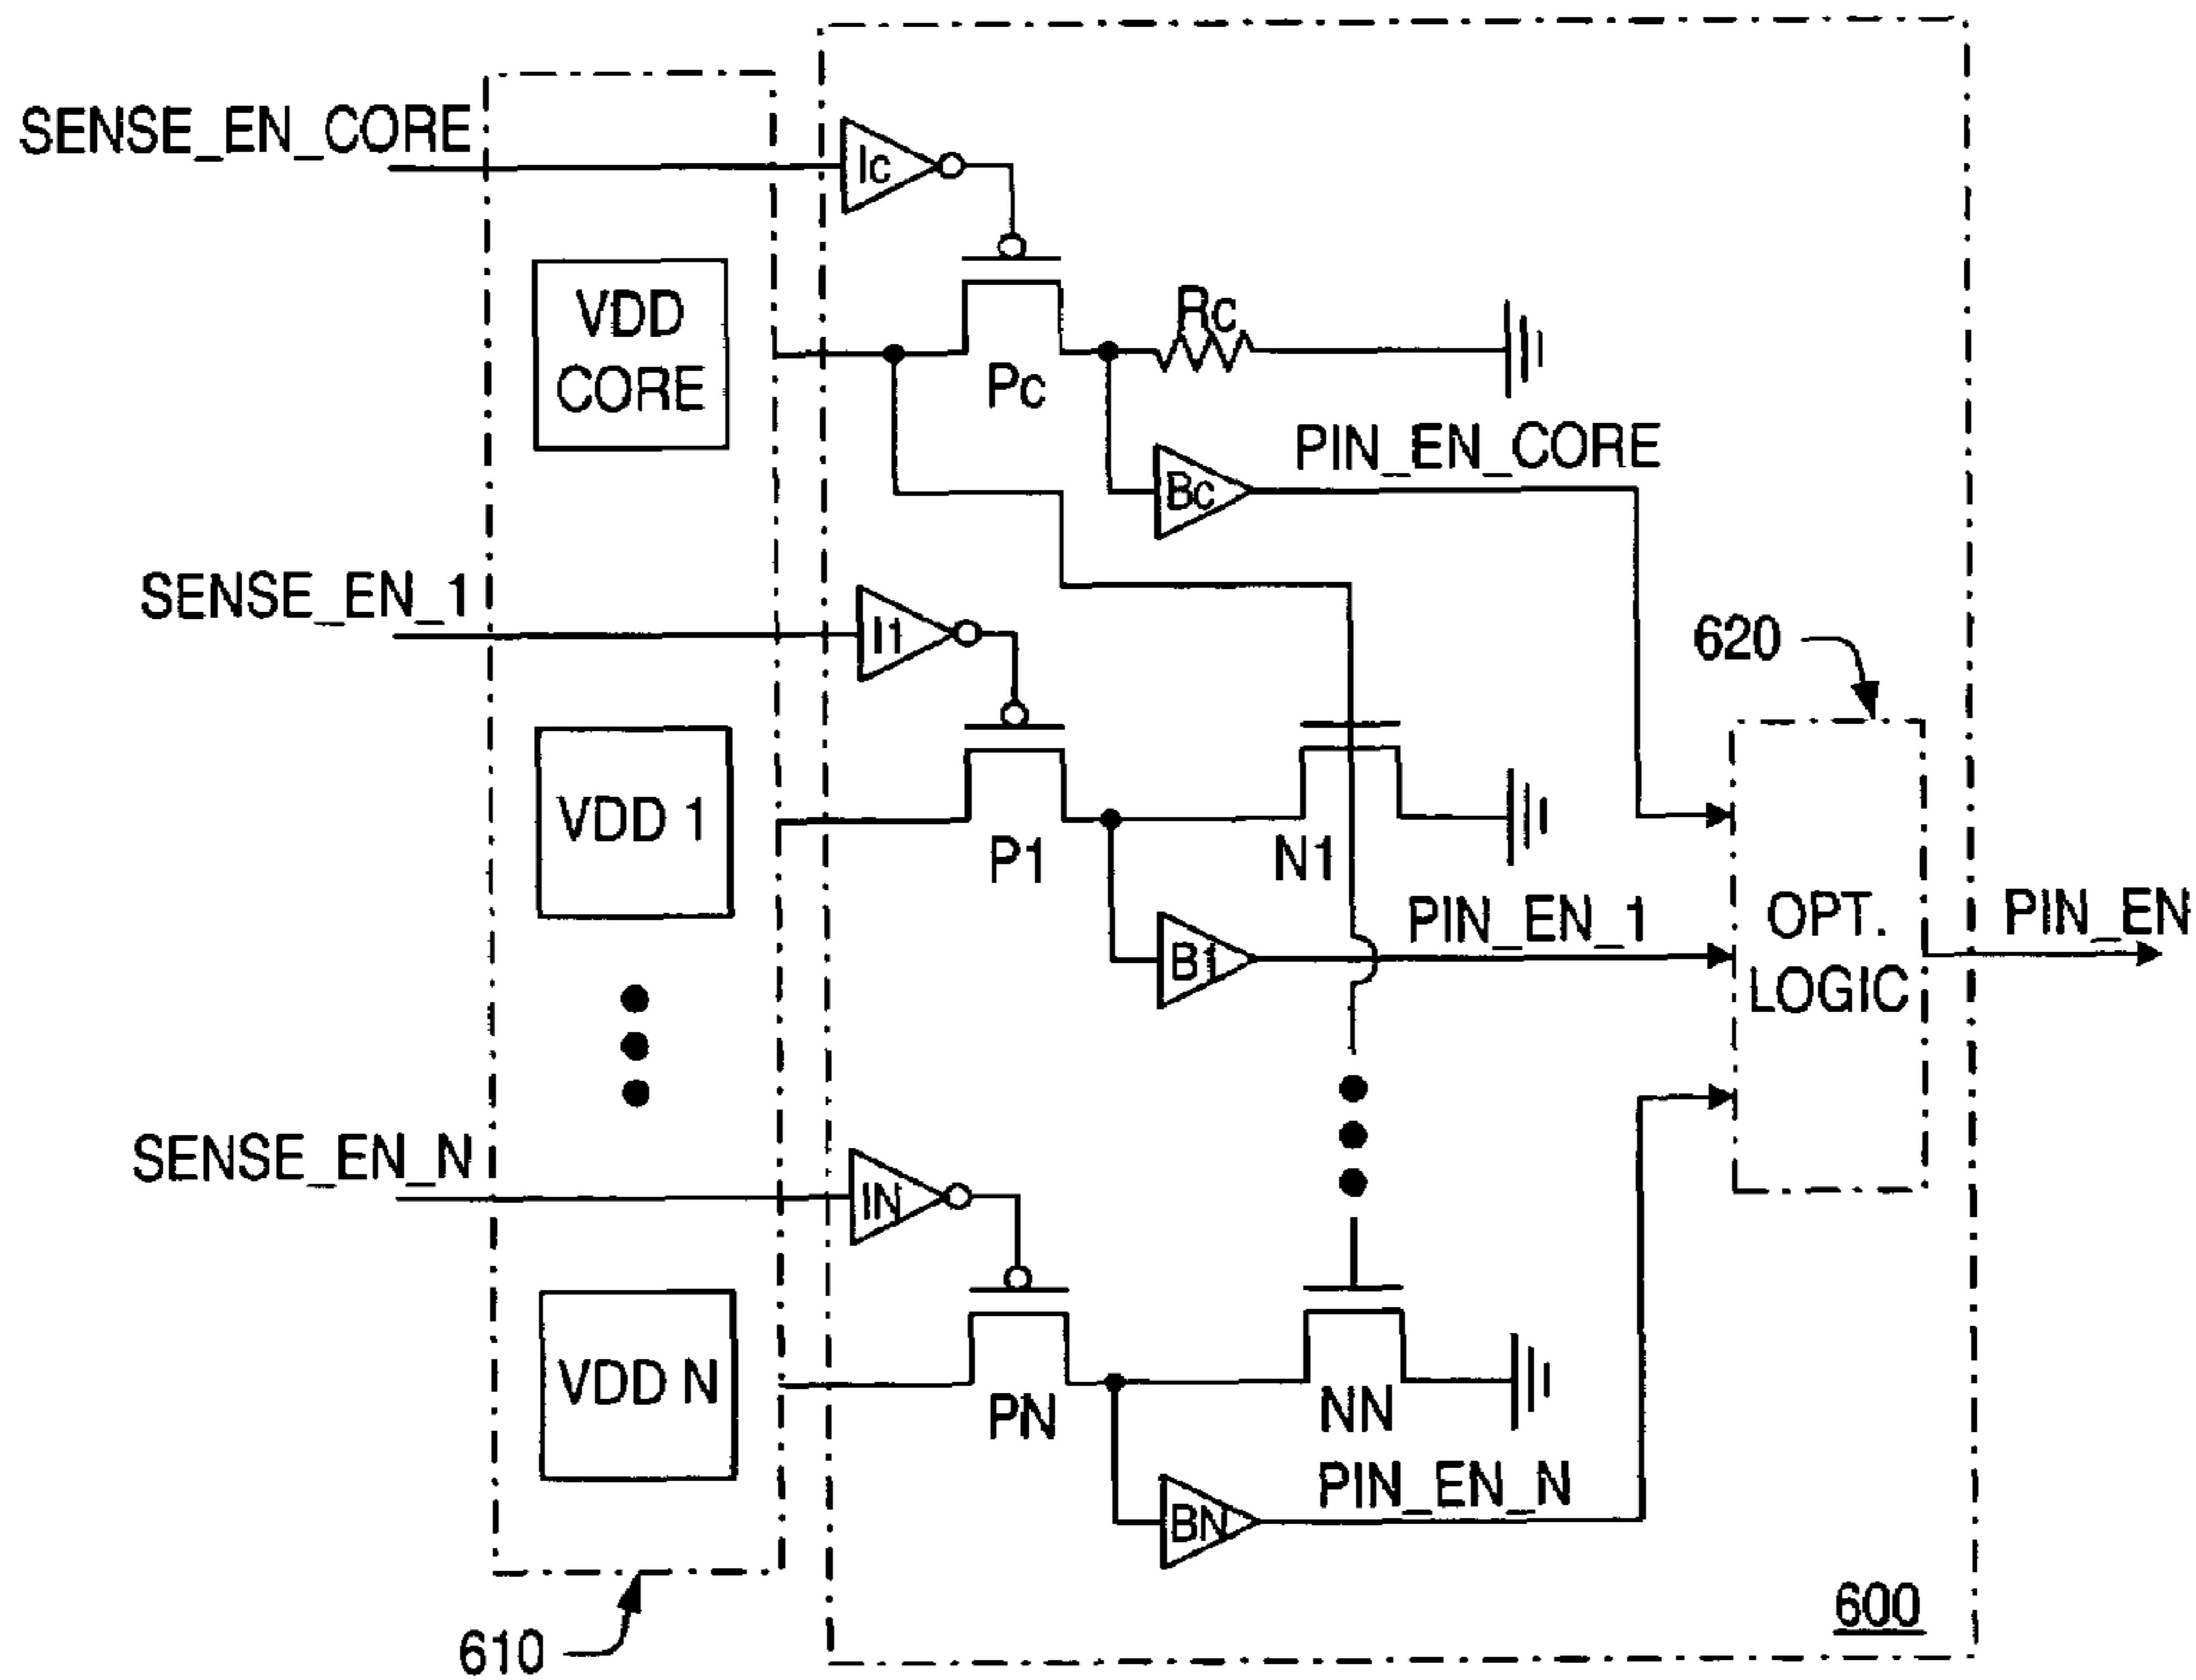 SENSE_EN_CORE
Ic
VDD
CORE
Rc
Pc
PIN_EN_CORE
Bc
SENSE_EN_1
I1
620
VDD 1
P1
N1
PIN_EN_1
B1
OPT.
LOGIC
PIN_EN
SENSE_EN_N
IN
VDD N
PN
NN
PIN_EN_N
BN
600
610